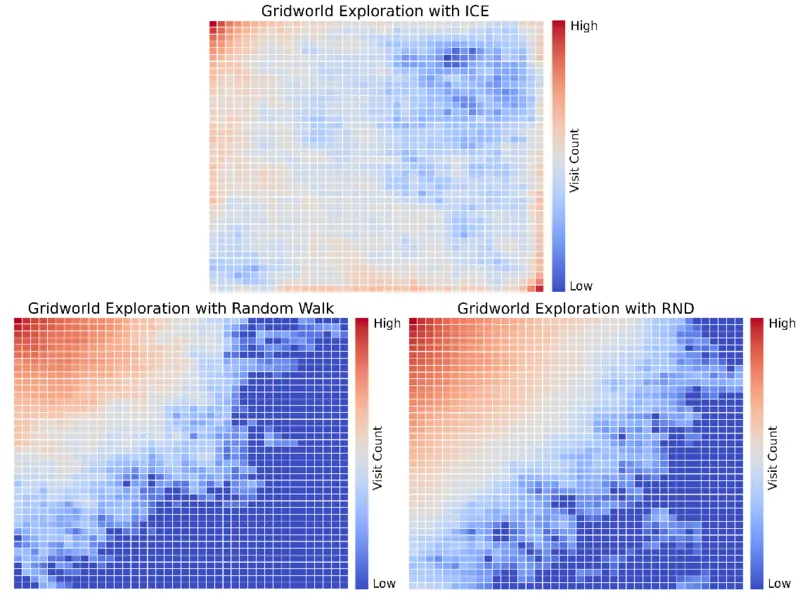 Gridworld Exploration with ICE
High
Visit Count
Low
Gridworld Exploration with Random Walk
High
Visit Count
Low
Gridworld Exploration with RND
High
Visit Count
Low